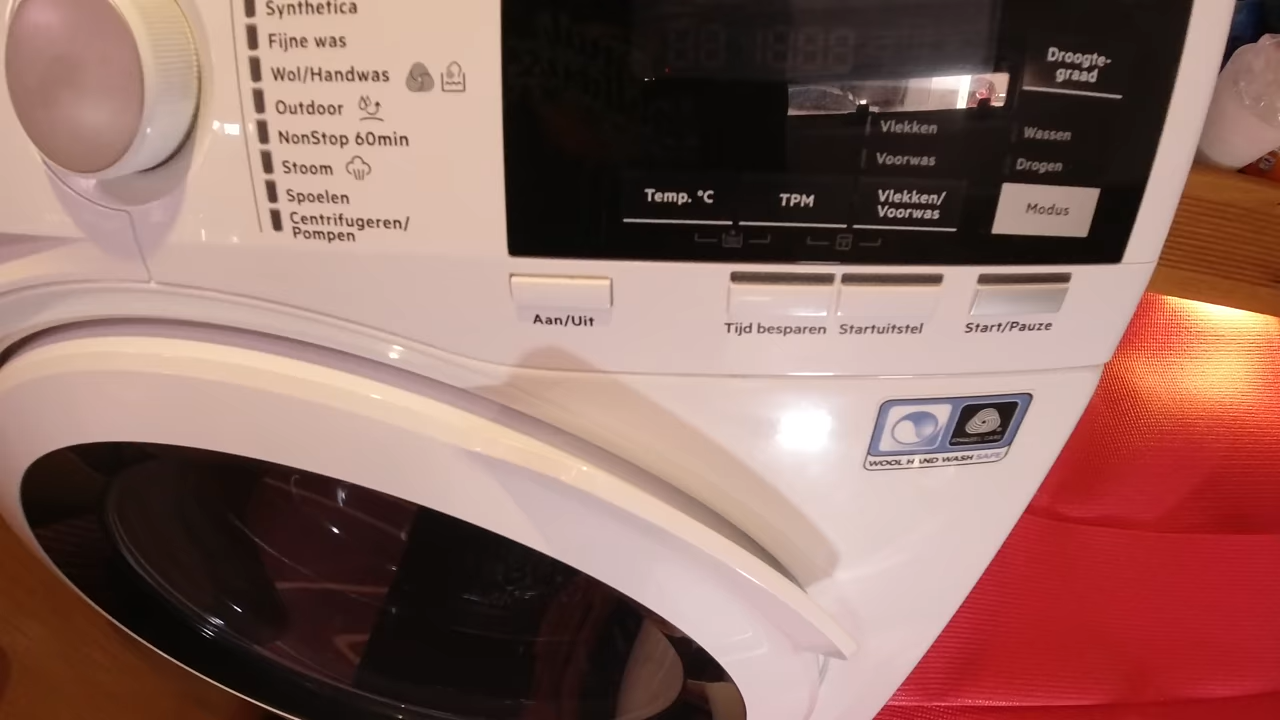 Synthetica
Fijne was
Wol/Handwas
Outdoor
NonStop 60min
Stoom
Spoelen
Centrifugeren/
Pompen
Droogte-
graad
Vlekken
Voorwas
Wassen
Drogen
Temp. °C
TPM
Vlekken/
Voorwas
Modus
Aan/Uit
Tijd besparen
Startuitstel
Start/Pauze
WOOL HAND WASH SAFE